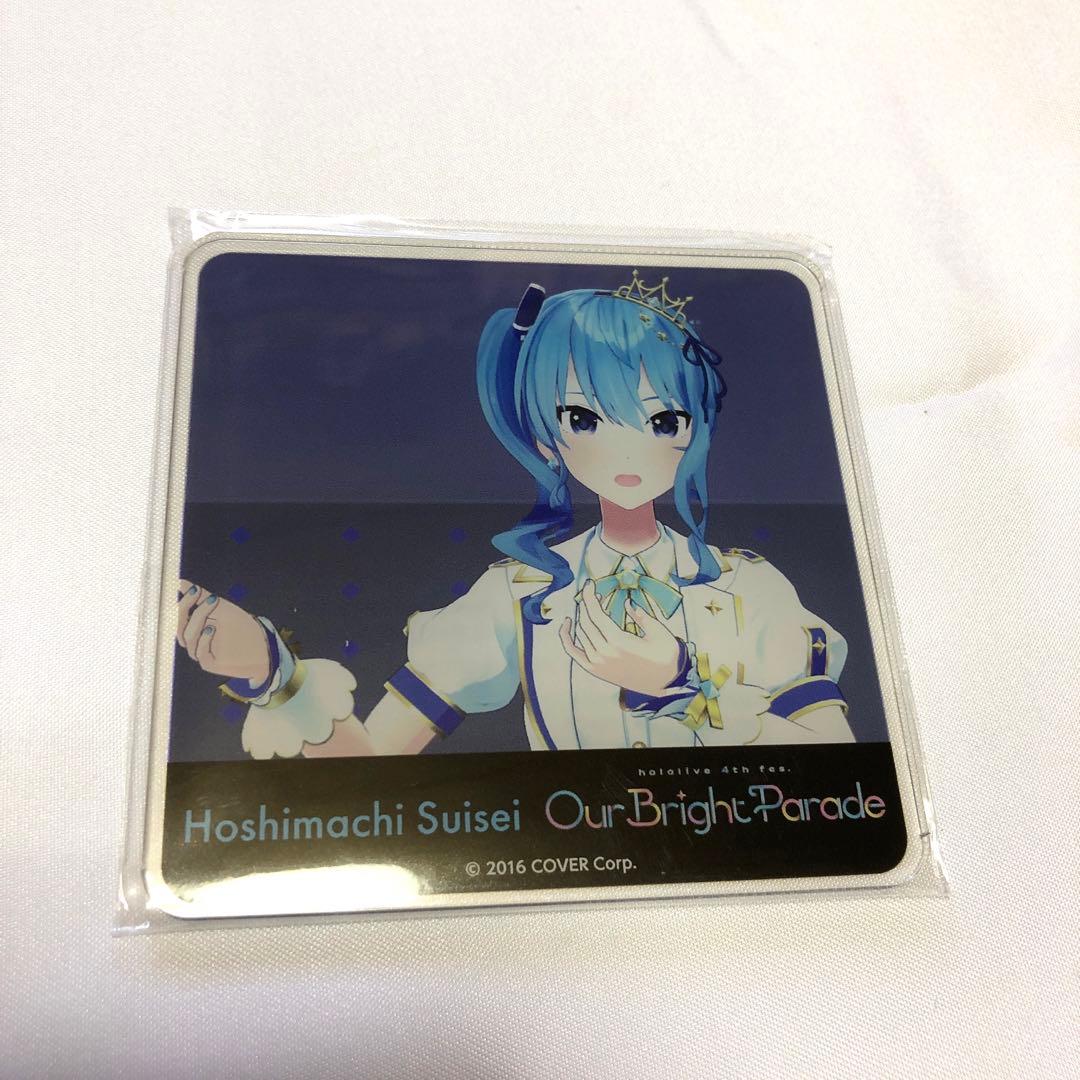 hololive 4th fes.
Hoshimachi Suisei Our Bright Parade
© 2016 COVER Corp.